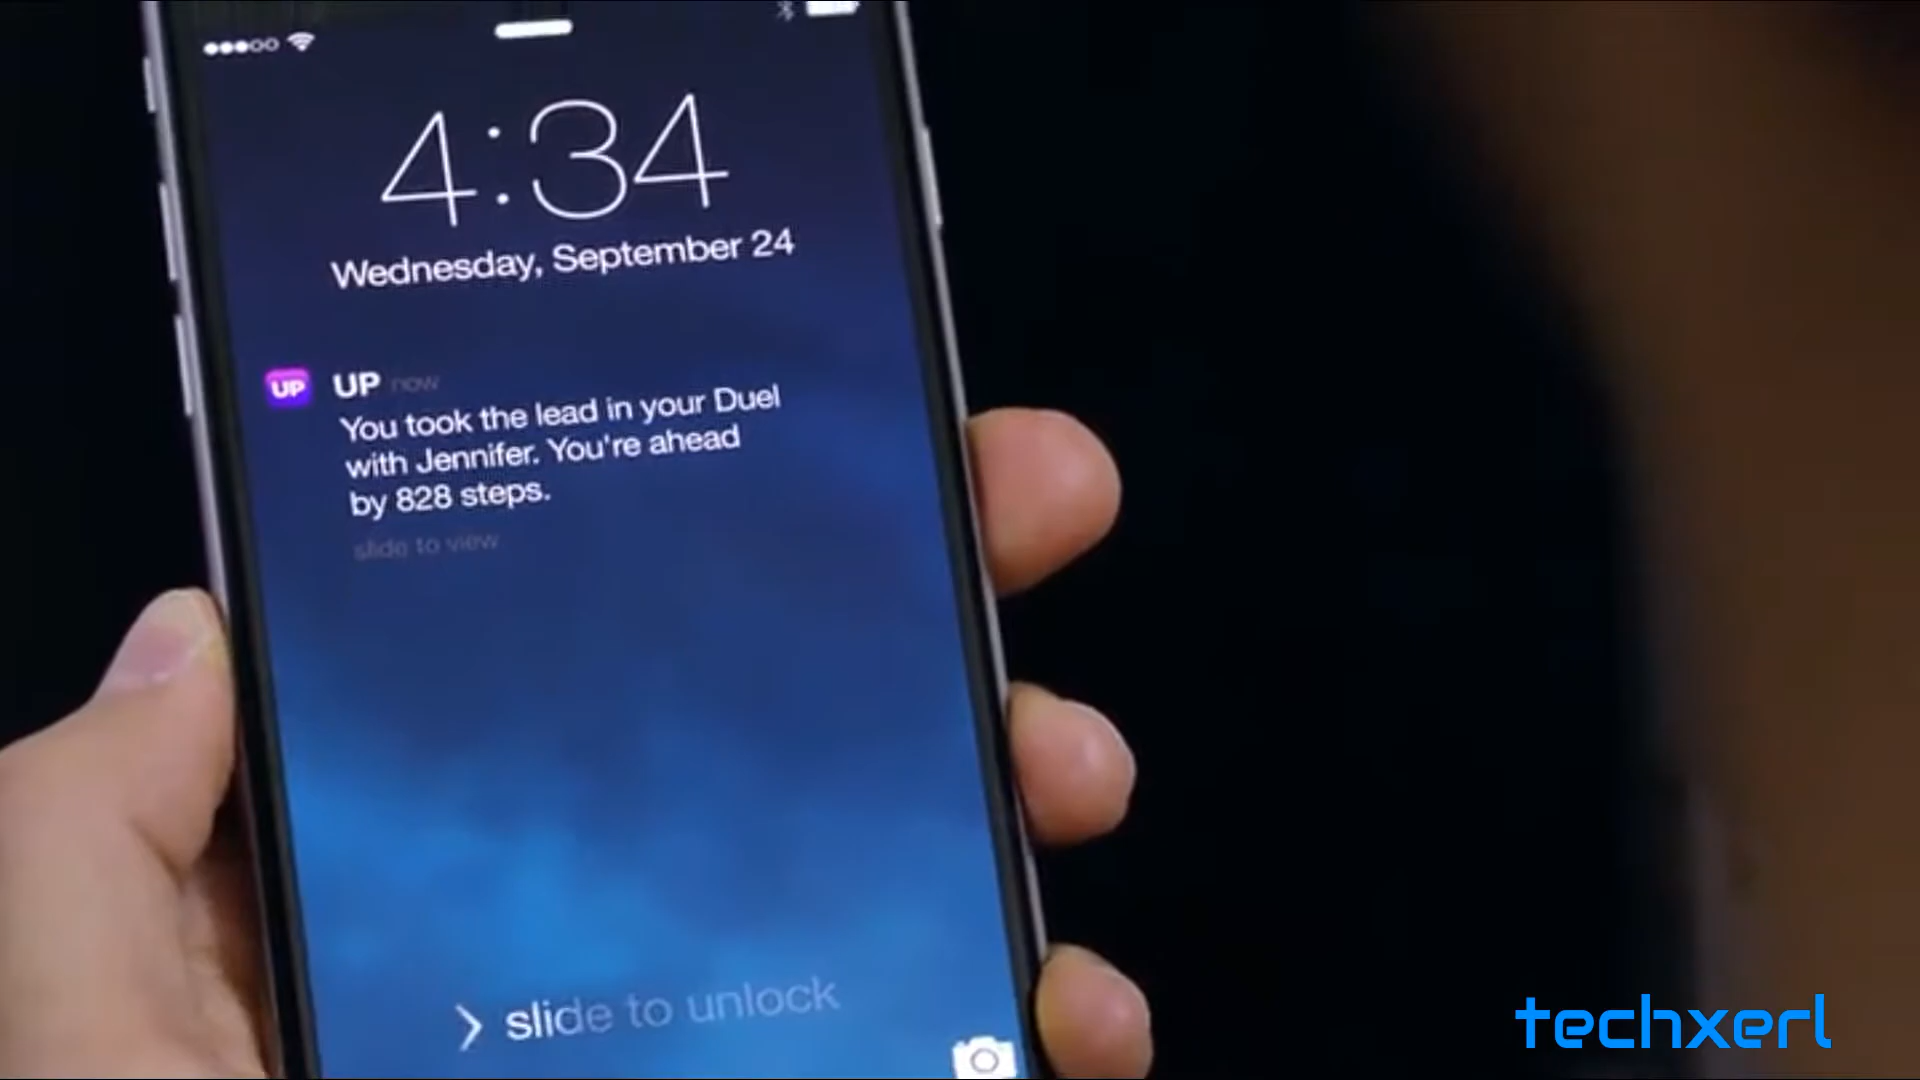 4:34
Wednesday, September 24
UP
UP now
You took the lead in your Duel
with Jennifer. You're ahead
by 828 steps.
slide to view
> slide to unlock
techxerl